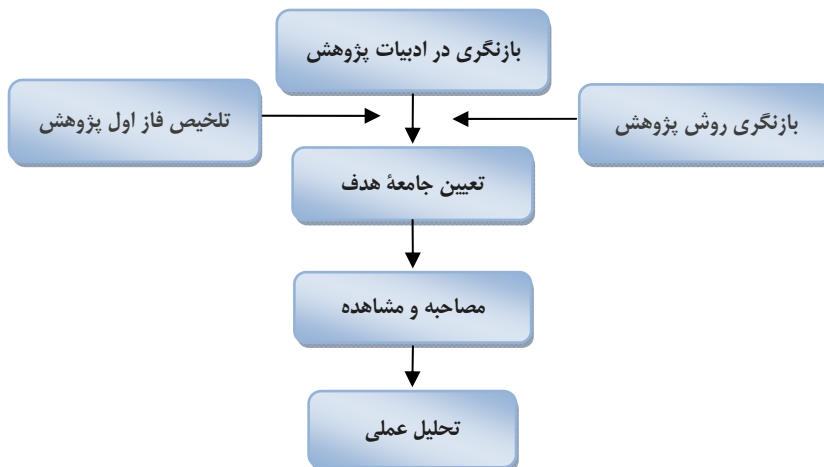 بازنگری در ادبیات پژوهش
بازنگری روش پژوهش
تلخیص فاز اول پژوهش
تعیین جامعهٔ هدف
مصاحبه و مشاهده
تحلیل عملی